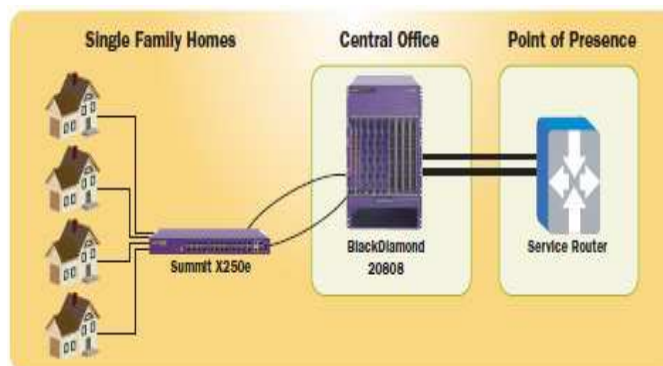 Single Family Homes
Central Office
Point of Presence
Summit X250e
BlackDiamond
20808
Service Router